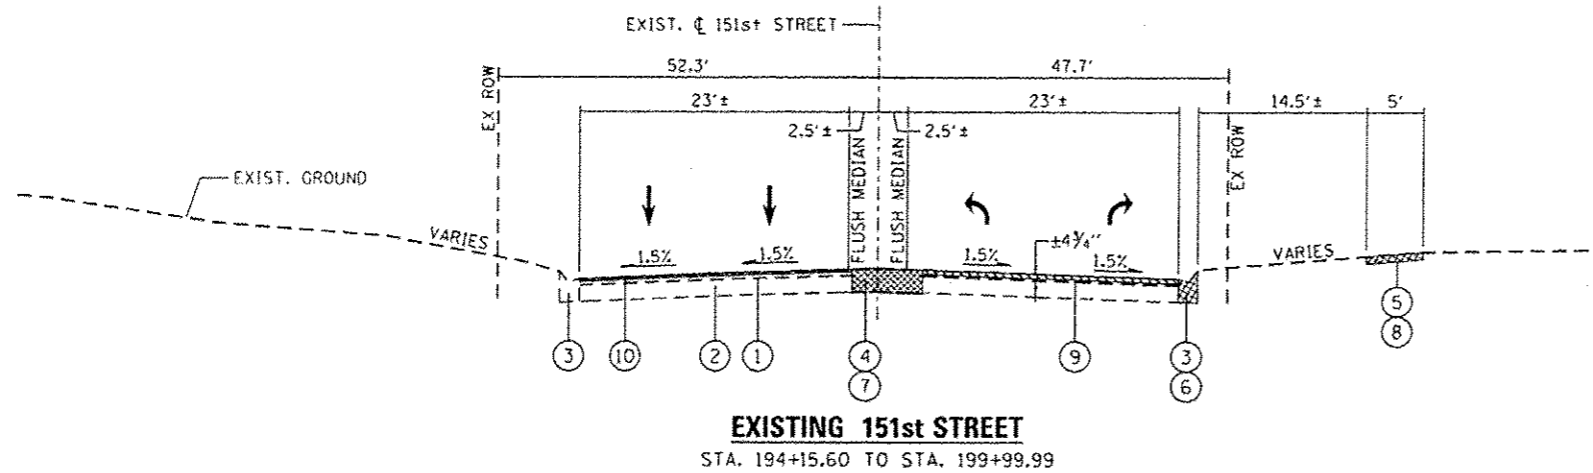 EXIST. ℄ 151st STREET
52.3' 47.7'
EX ROW
23'± 23'± 14.5'± 5'
2.5'± 2.5'±
FLUSH MEDIAN
FLUSH MEDIAN
EX ROW
EXIST. GROUND
VARIES
1.5% 1.5% 1.5% 1.5%
±4¾"
VARIES
3 10 2 1 4 9 3 5
7 6 8
EXISTING 151st STREET
STA. 194+15.60 TO STA. 199+99.99